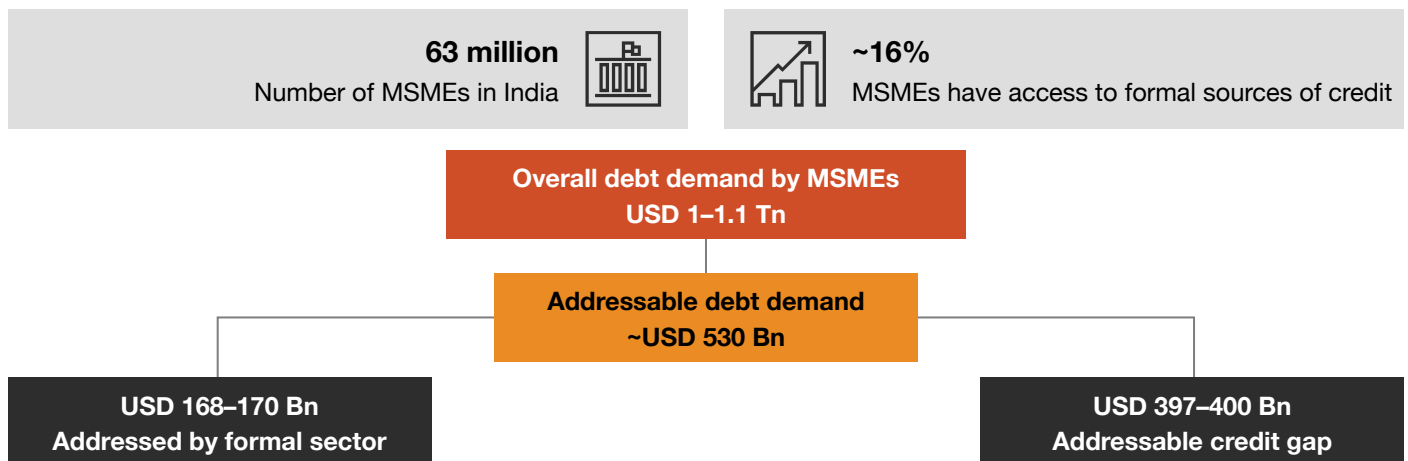 63 million
Number of MSMEs in India
~16%
MSMEs have access to formal sources of credit
Overall debt demand by MSMEs
USD 1–1.1 Tn
Addressable debt demand
~USD 530 Bn
USD 168–170 Bn
Addressed by formal sector
USD 397–400 Bn
Addressable credit gap